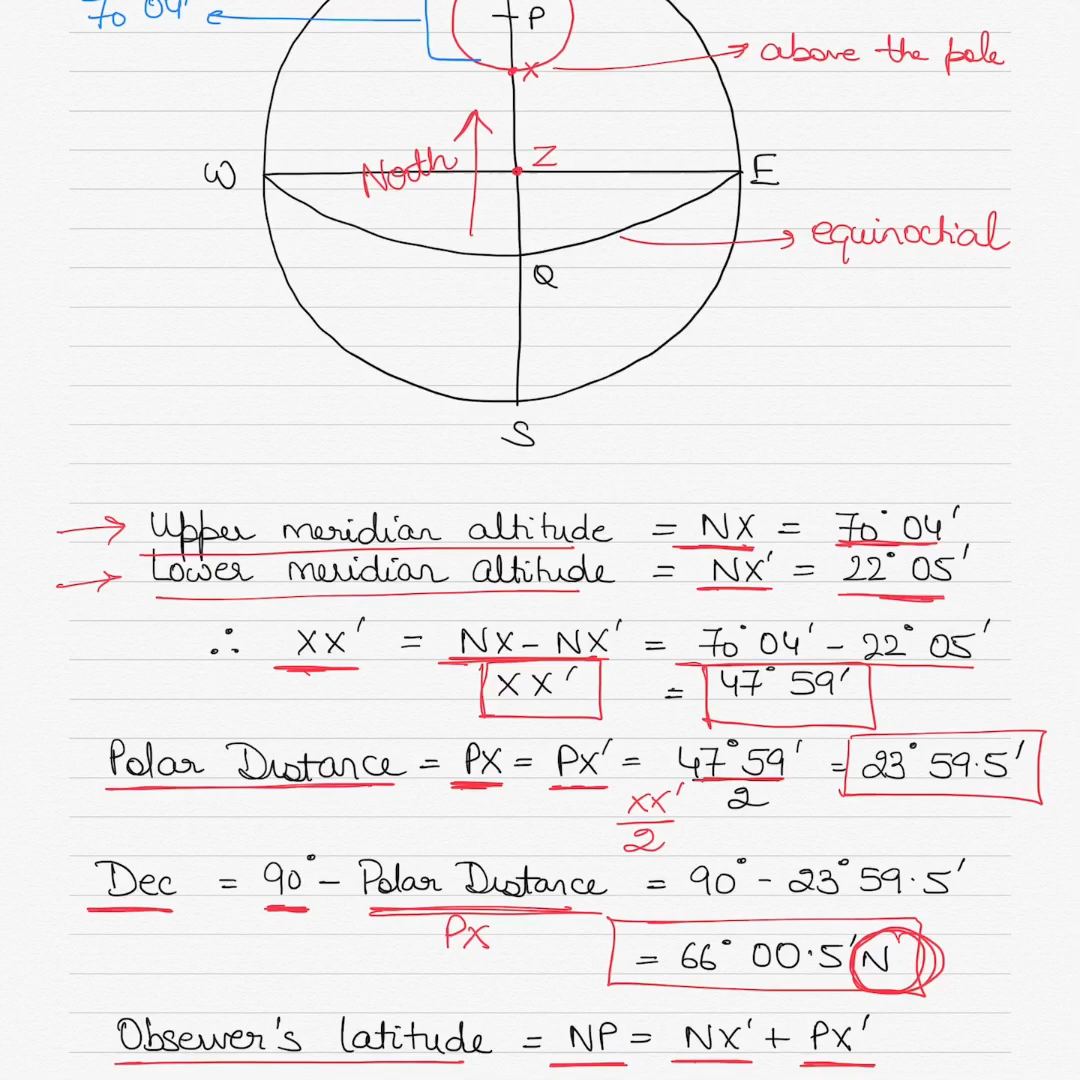 70° 04'
P
X
above the pole
Z
North
W
E
equinoctial
Q
S
Upper meridian altitude = NX = 70° 04'
Lower meridian altitude = NX' = 22° 05'
∴ XX' = NX - NX' = 70° 04' - 22° 05'
XX' = 47° 59'
Polar Distance = PX = PX' = 47° 59' / 2 = 23° 59.5'
XX' / 2
Dec = 90° - Polar Distance = 90° - 23° 59.5'
PX
= 66° 00.5' N
Observer's latitude = NP = NX' + PX'